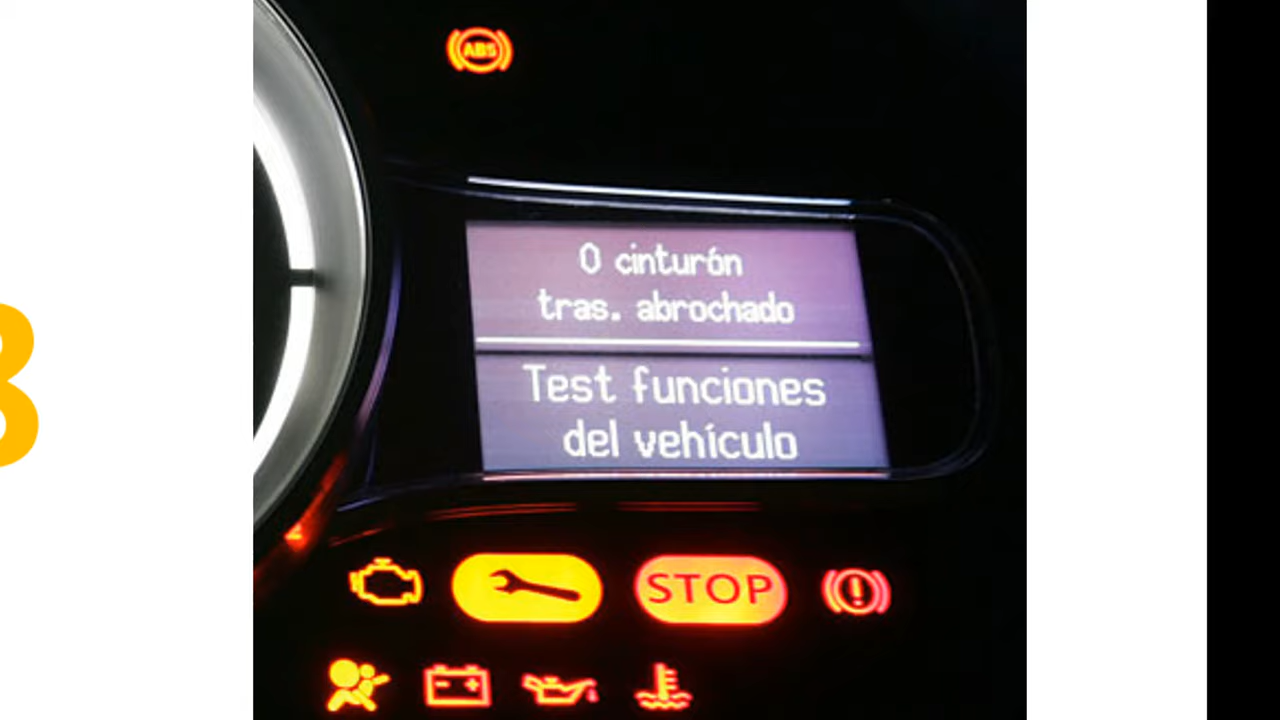 ABS
0 cinturón
tras. abrochado
Test funciones
del vehículo
STOP